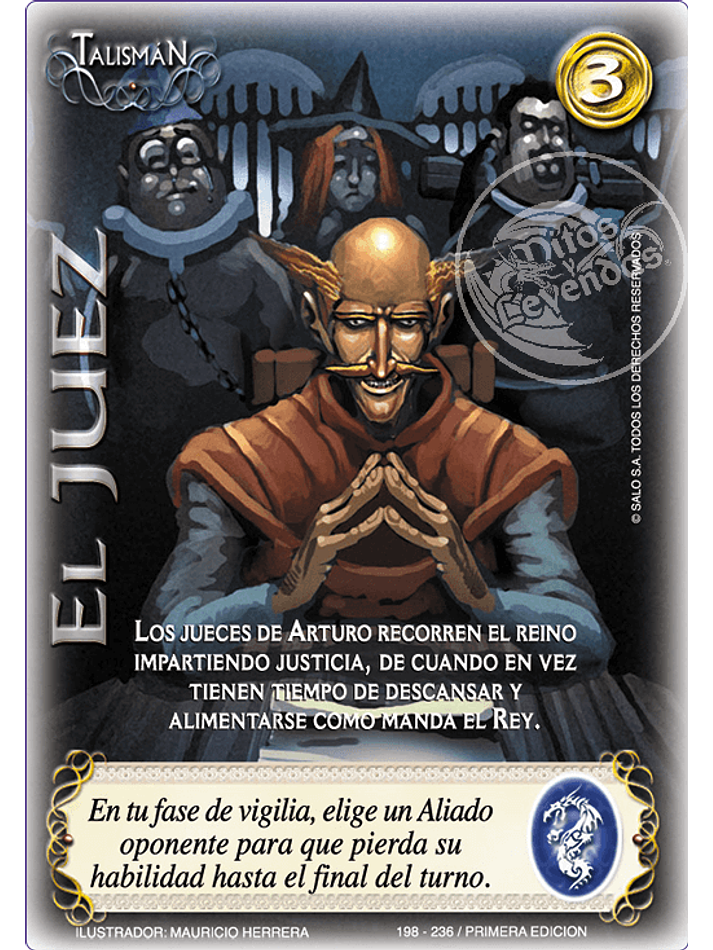 TALISMÁN
3
EL JUEZ
Mitos
y
Leyendas
®
© SALO S.A. TODOS LOS DERECHOS RESERVADOS
LOS JUECES DE ARTURO RECORREN EL REINO
IMPARTIENDO JUSTICIA, DE CUANDO EN VEZ
TIENEN TIEMPO DE DESCANSAR Y
ALIMENTARSE COMO MANDA EL REY.
En tu fase de vigilia, elige un Aliado
oponente para que pierda su
habilidad hasta el final del turno.
ILUSTRADOR: MAURICIO HERRERA
198 - 236 / PRIMERA EDICION